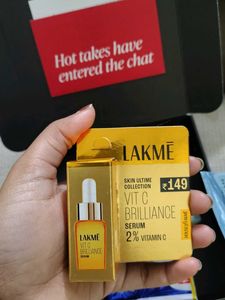 Hot takes have
entered the chat
LAKMĒ
SKIN ULTIME
COLLECTION
₹149
VIT C
BRILLIANCE
SERUM
2% VITAMIN C
LAKMĒ
VIT C
BRILLIANCE
SERUM